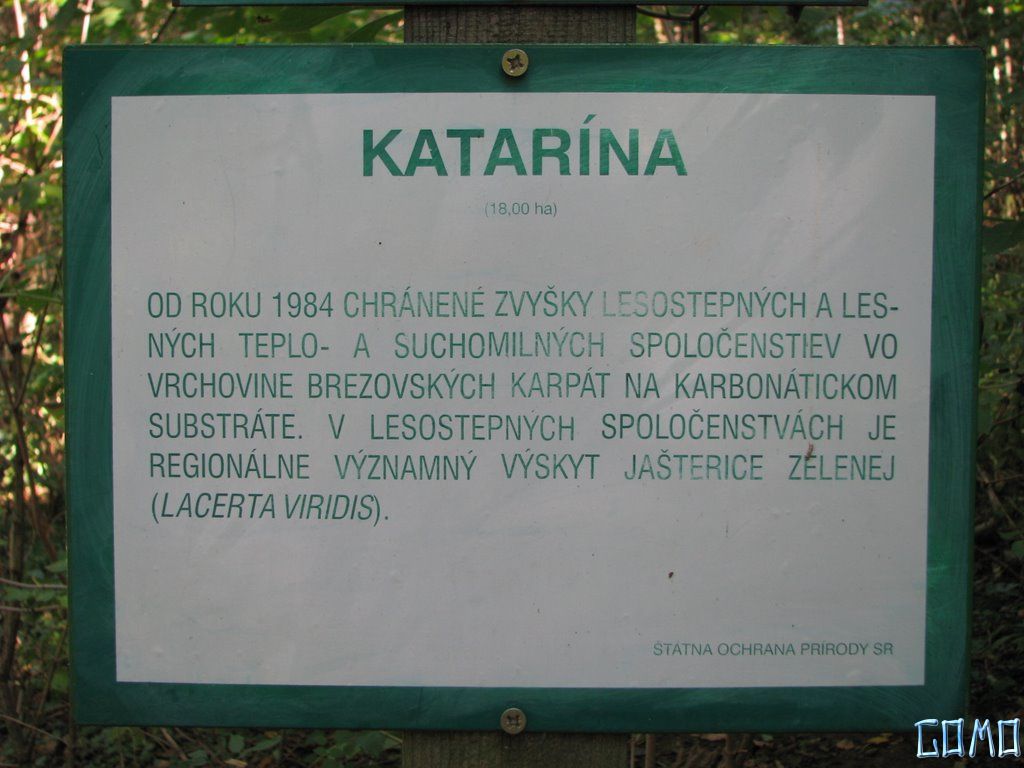 KATARÍNA
(18,00 ha)
OD ROKU 1984 CHRÁNENÉ ZVYŠKY LESOSTEPNÝCH A LES-
NÝCH TEPLO- A SUCHOMILNÝCH SPOLOČENSTIEV VO
VRCHOVINE BREZOVSKÝCH KARPÁT NA KARBONÁTICKOM
SUBSTRÁTE. V LESOSTEPNÝCH SPOLOČENSTVÁCH JE
REGIONÁLNE VÝZNAMNÝ VÝSKYT JAŠTERICE ZELENEJ
(LACERTA VIRIDIS).
ŠTÁTNA OCHRANA PRÍRODY SR
GOMO